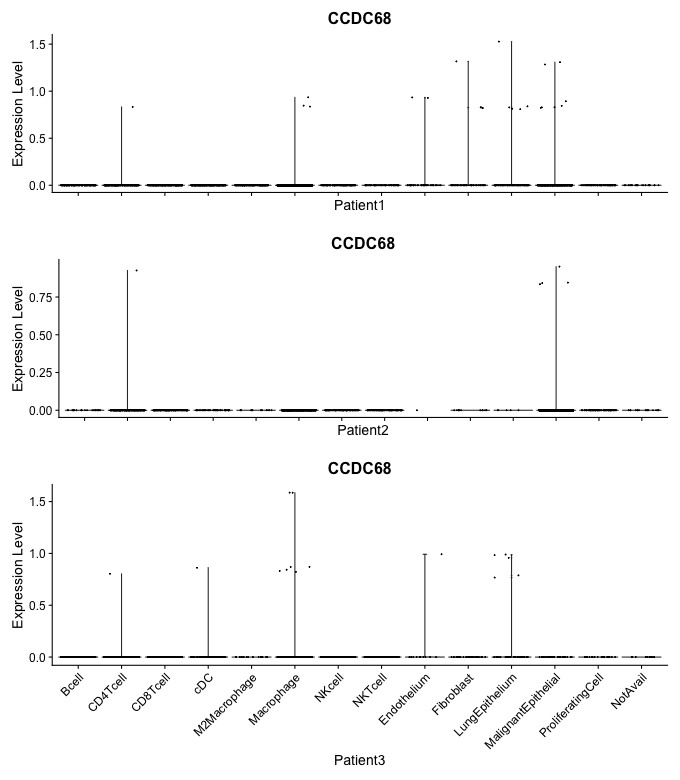 CCDC68
Expression Level
1.5
1.0
0.5
0.0
Patient1
CCDC68
Expression Level
0.75
0.50
0.25
0.00
Patient2
CCDC68
Expression Level
1.5
1.0
0.5
0.0
Bcell
CD4Tcell
CD8Tcell
cDC
M2Macrophage
Macrophage
NKcell
NKTcell
Endothelium
Fibroblast
LungEpithelium
MalignantEpithelial
ProliferatingCell
NotAvail
Patient3